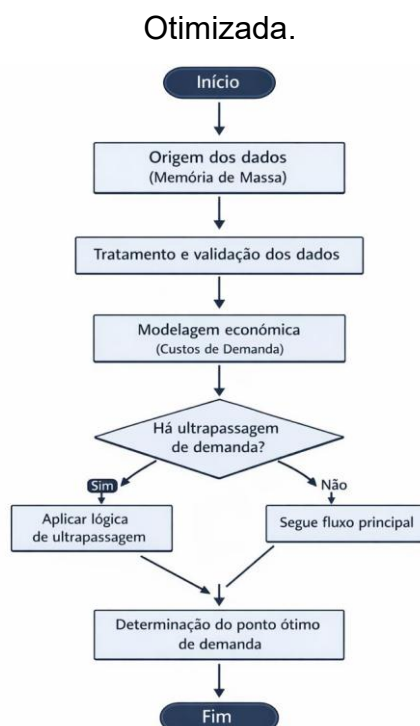 Otimizada.
Início
Origem dos dados
(Memória de Massa)
Tratamento e validação dos dados
Modelagem económica
(Custos de Demanda)
Há ultrapassagem
de demanda?
Sim
Não
Aplicar lógica
de ultrapassagem
Segue fluxo principal
Determinação do ponto ótimo
de demanda
Fim